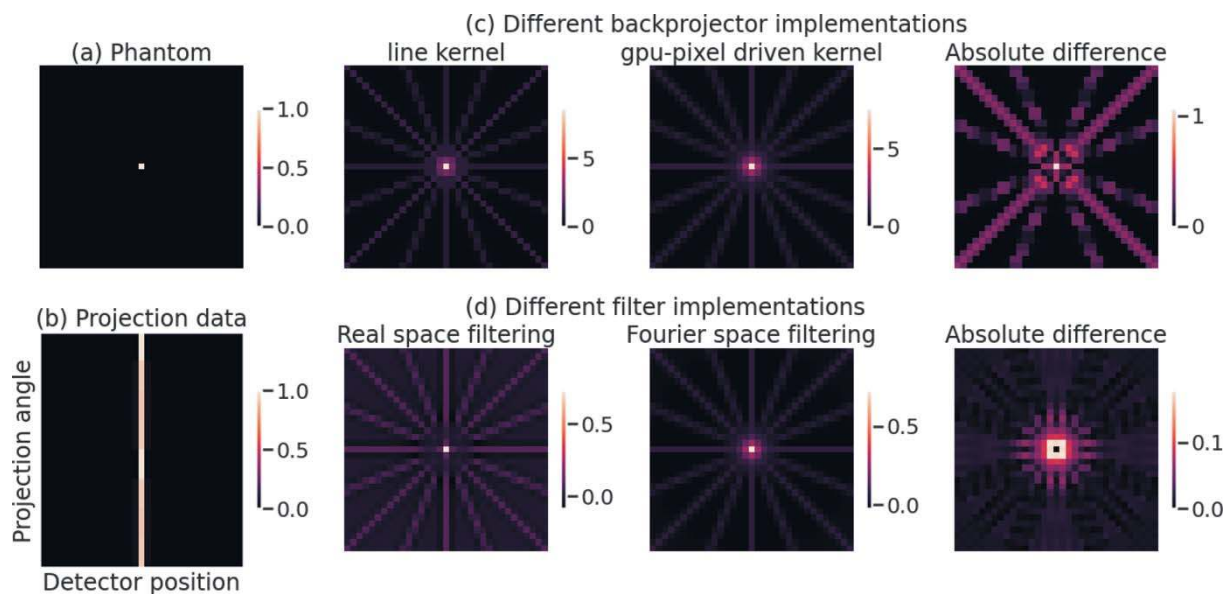 (c) Different backprojector implementations
(a) Phantom
line kernel
gpu-pixel driven kernel
Absolute difference
1.0
0.5
0.0
5
0
5
0
1
0
(d) Different filter implementations
(b) Projection data
Real space filtering
Fourier space filtering
Absolute difference
Projection angle
1.0
0.5
0.0
0.5
0.0
0.5
0.0
0.1
0.0
Detector position